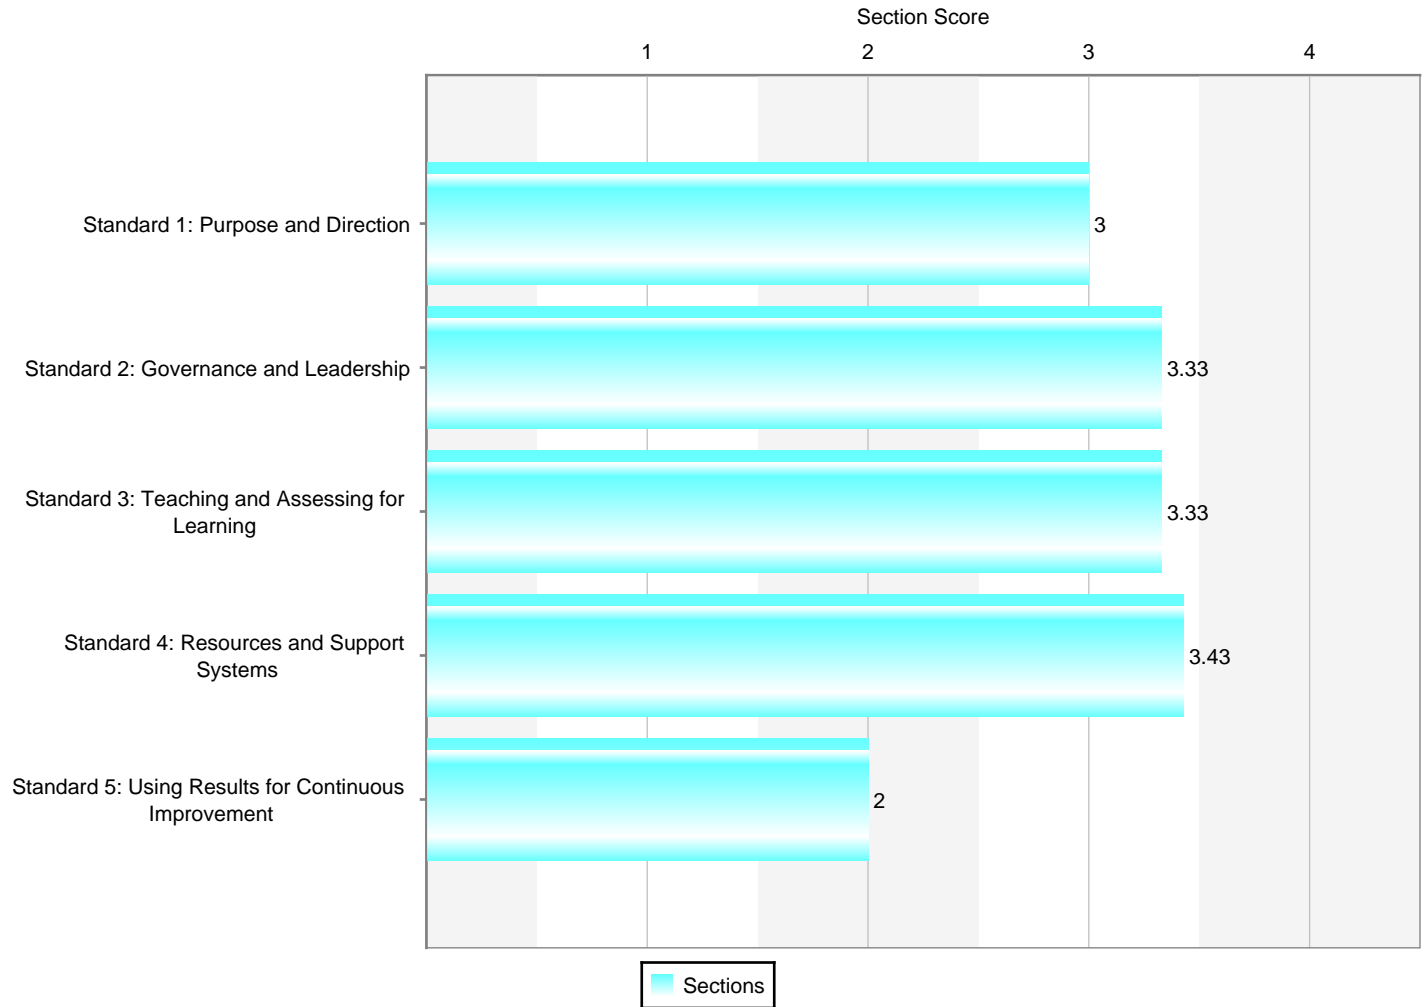 Section Score
1
2
3
4
Standard 1: Purpose and Direction
3
Standard 2: Governance and Leadership
3.33
Standard 3: Teaching and Assessing for
Learning
3.33
Standard 4: Resources and Support
Systems
3.43
Standard 5: Using Results for Continuous
Improvement
2
Sections